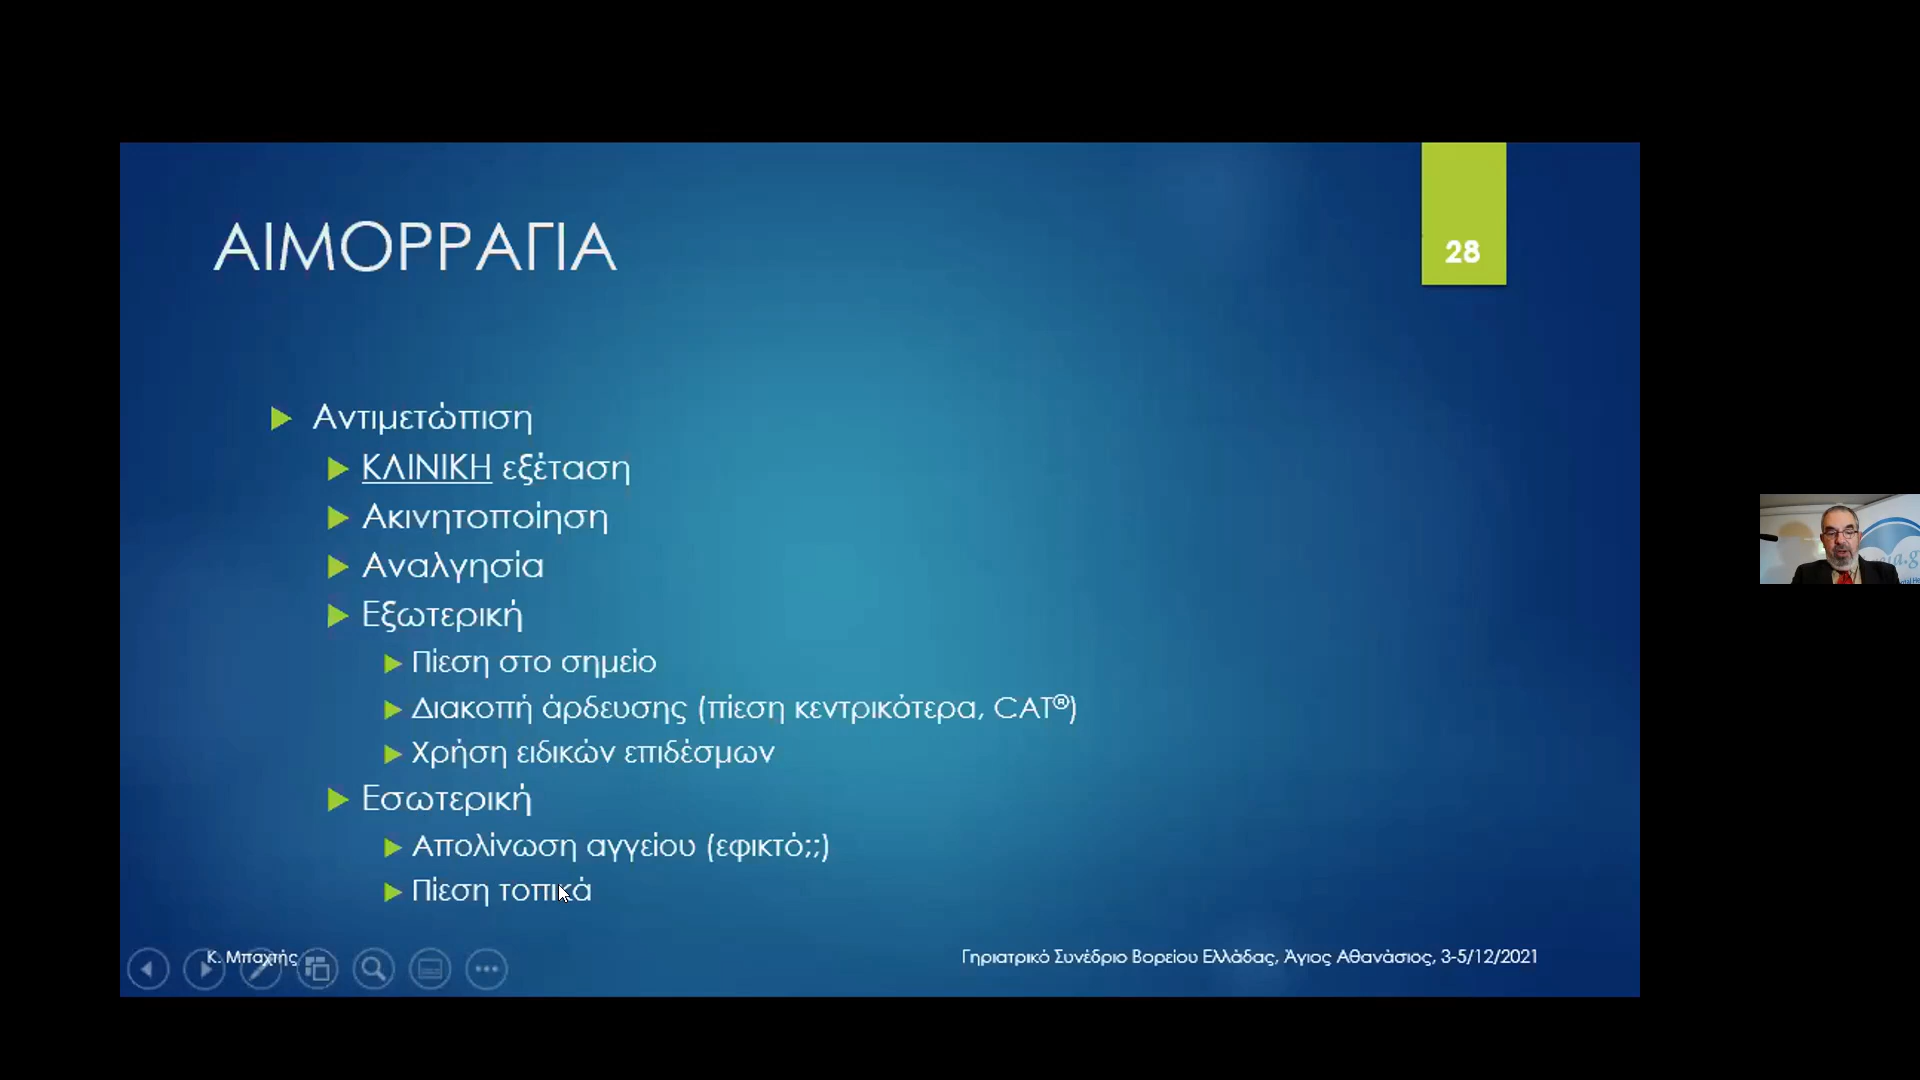 ΑΙΜΟΡΡΑΓΙΑ
28
Αντιμετώπιση
ΚΛΙΝΙΚΗ εξέταση
Ακινητοποίηση
Αναλγησία
Εξωτερική
Πίεση στο σημείο
Διακοπή άρδευσης (πίεση κεντρικότερα, CAT®)
Χρήση ειδικών επιδέσμων
Εσωτερική
Απολίνωση αγγείου (εφικτό;;)
Πίεση τοπικά
Κ. Μπαχτής
Γηριατρικό Συνέδριο Βορείου Ελλάδας, Άγιος Αθανάσιος, 3-5/12/2021